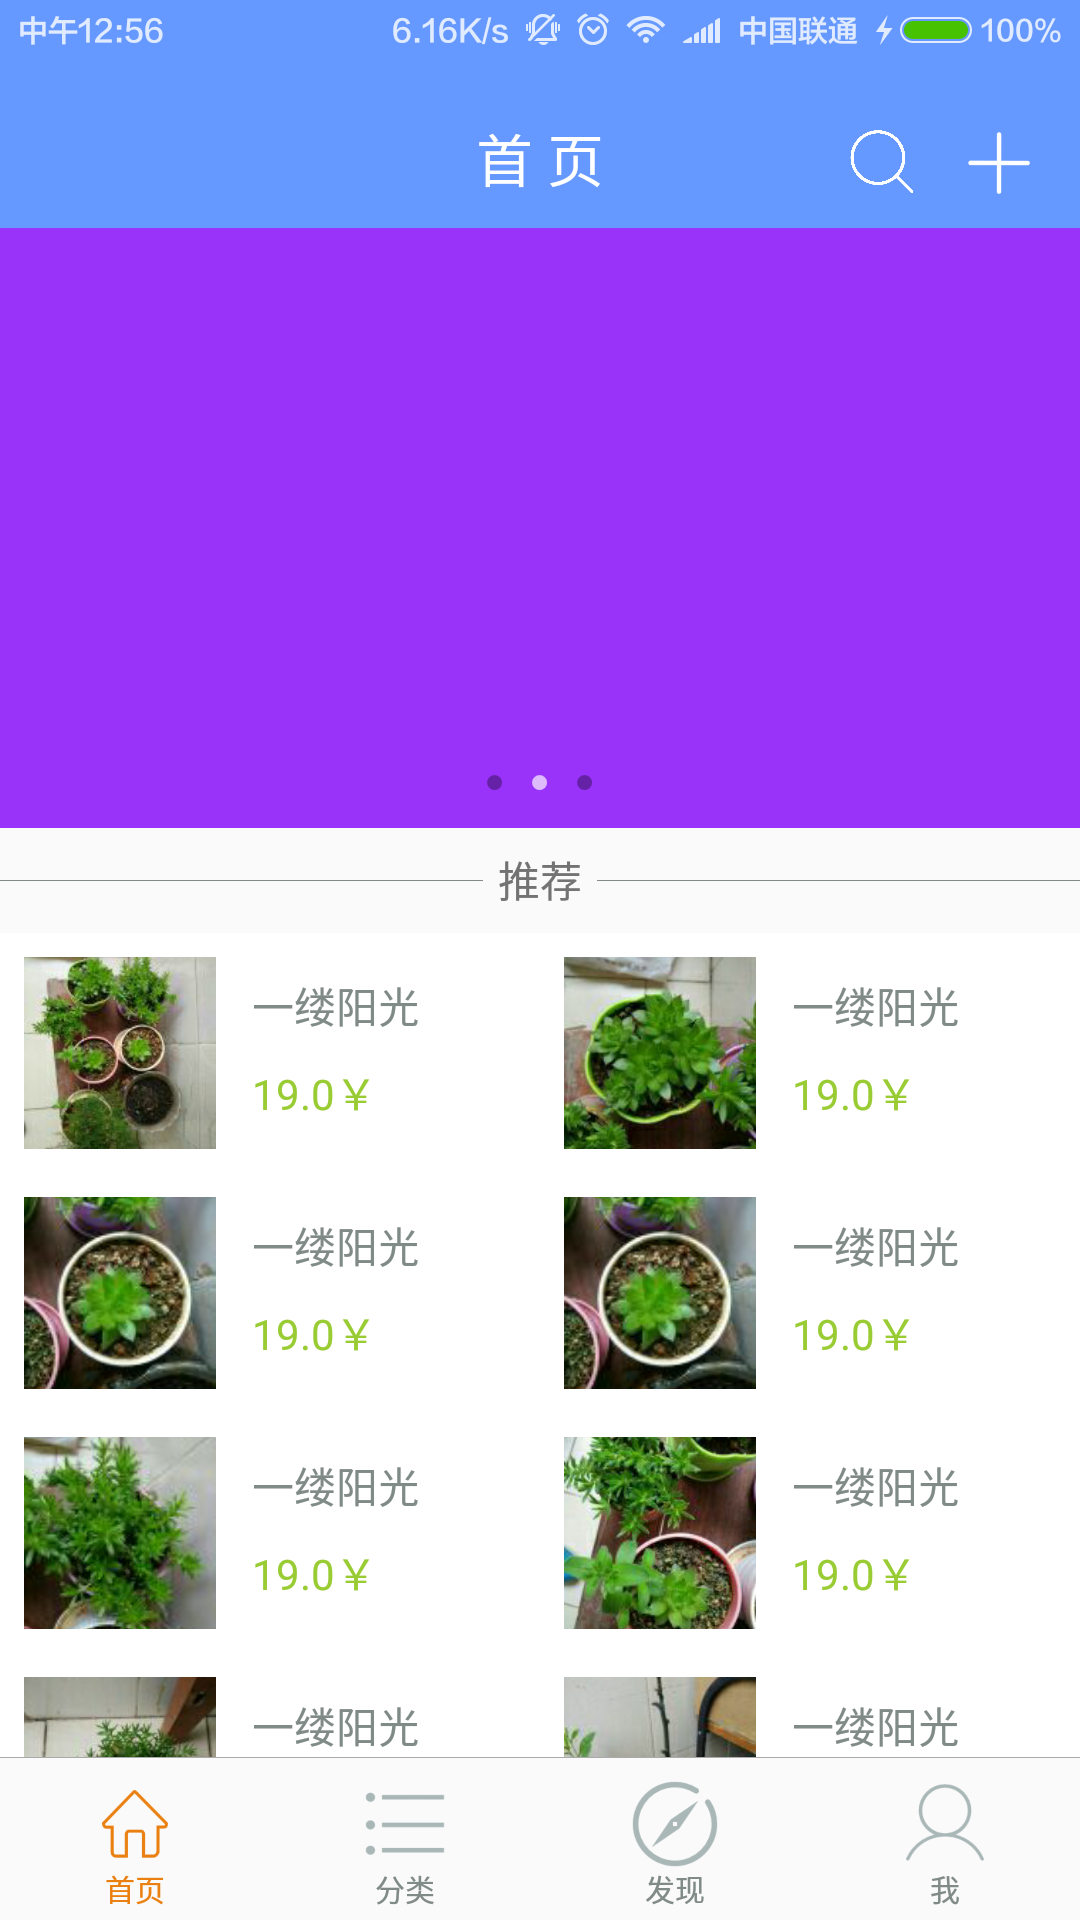 中午12:56 6.16K/s 中国联通 100%
首页
推荐
一缕阳光 一缕阳光
19.0¥ 19.0¥
一缕阳光 一缕阳光
19.0¥ 19.0¥
一缕阳光 一缕阳光
19.0¥ 19.0¥
一缕阳光 一缕阳光
首页 分类 发现 我